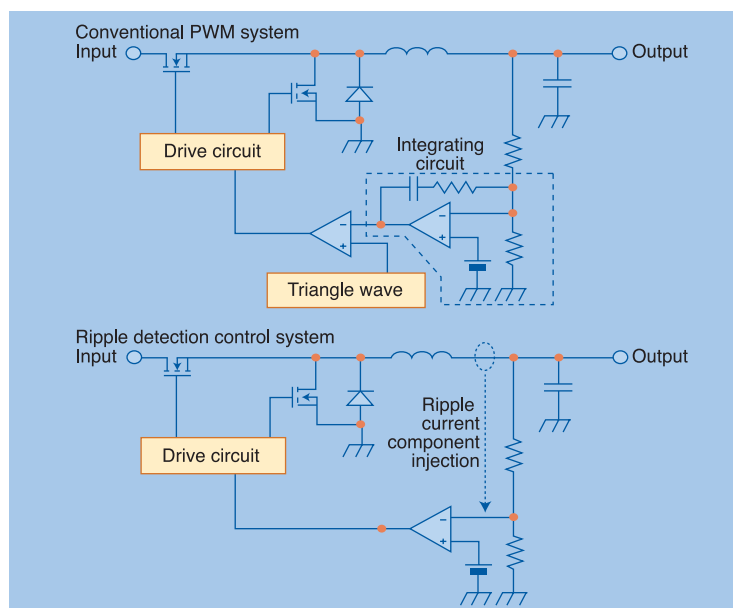 Conventional PWM system
Input
Output
Drive circuit
Integrating
circuit
−
+
−
+
Triangle wave
Ripple detection control system
Input
Output
Ripple
current
component
injection
Drive circuit
−
+